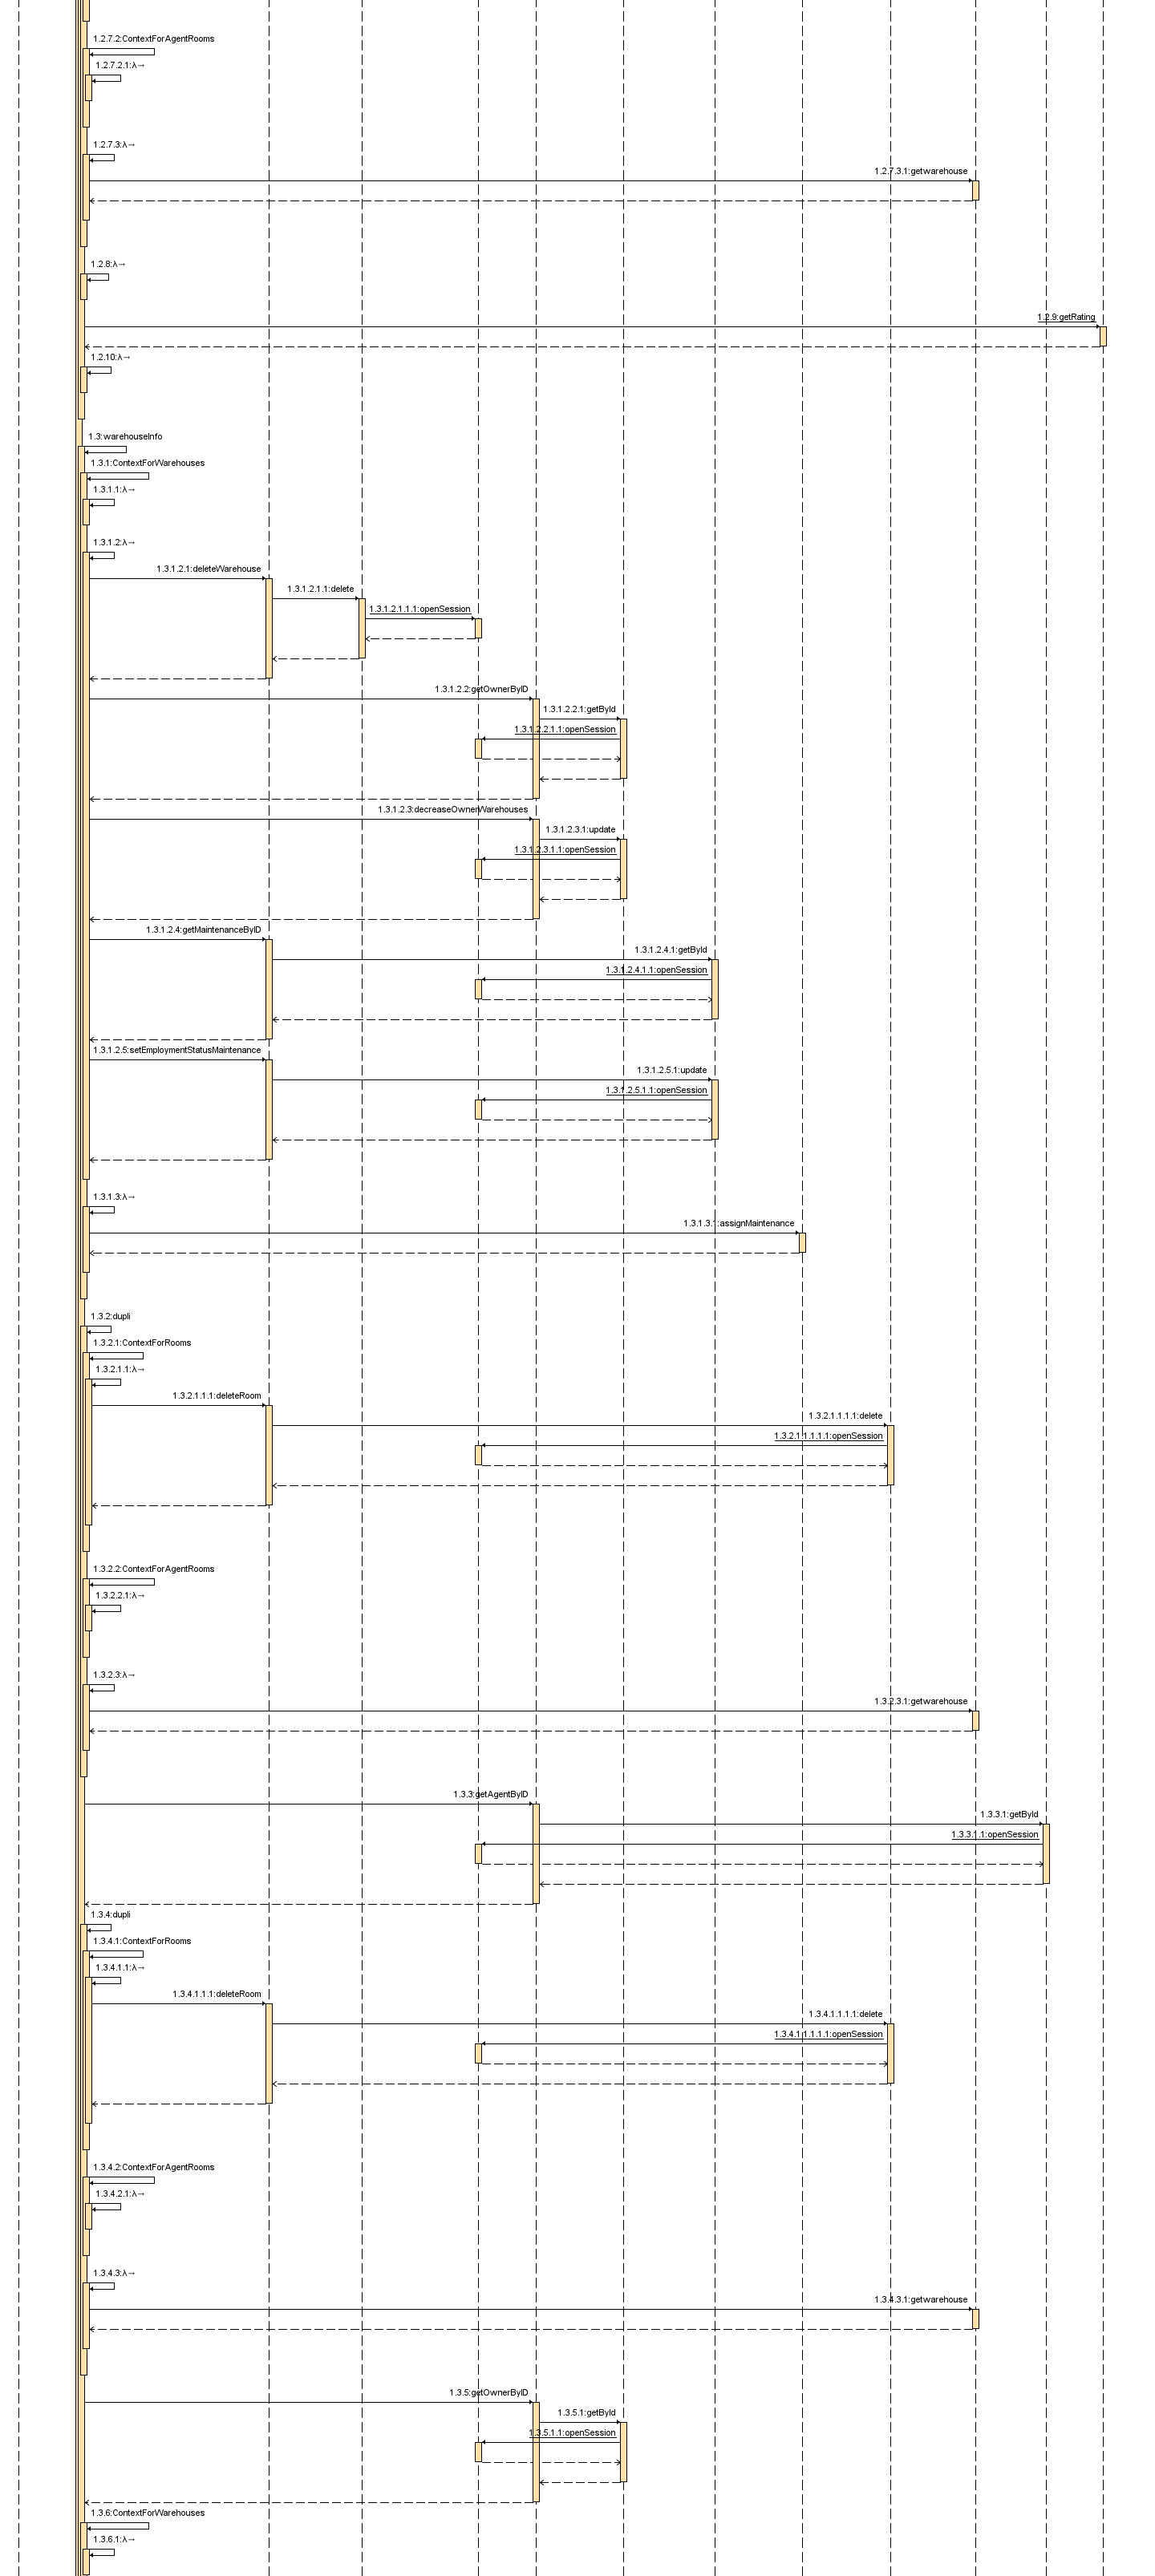 1.2.7.2:ContextForAgentRooms
1.2.7.2.1:λ→
1.2.7.3:λ→
1.2.7.3.1:getwarehouse
1.2.8:λ→
1.2.9:getRating
1.2.10:λ→
1.3:warehouseInfo
1.3.1:ContextForWarehouses
1.3.1.1:λ→
1.3.1.2:λ→
1.3.1.2.1:deleteWarehouse
1.3.1.2.1.1:delete
1.3.1.2.1.1.1:openSession
1.3.1.2.2:getOwnerByID
1.3.1.2.2.1:getById
1.3.1.2.2.1.1:openSession
1.3.1.2.3:decreaseOwnerWarehouses
1.3.1.2.3.1:update
1.3.1.2.3.1.1:openSession
1.3.1.2.4:getMaintenanceByID
1.3.1.2.4.1:getById
1.3.1.2.4.1.1:openSession
1.3.1.2.5:setEmploymentStatusMaintenance
1.3.1.2.5.1:update
1.3.1.2.5.1.1:openSession
1.3.1.3:λ→
1.3.1.3.1:assignMaintenance
1.3.2:dupli
1.3.2.1:ContextForRooms
1.3.2.1.1:λ→
1.3.2.1.1.1:deleteRoom
1.3.2.1.1.1.1:delete
1.3.2.1.1.1.1.1:openSession
1.3.2.2:ContextForAgentRooms
1.3.2.2.1:λ→
1.3.2.3:λ→
1.3.2.3.1:getwarehouse
1.3.3:getAgentByID
1.3.3.1:getById
1.3.3.1.1:openSession
1.3.4:dupli
1.3.4.1:ContextForRooms
1.3.4.1.1:λ→
1.3.4.1.1.1:deleteRoom
1.3.4.1.1.1.1:delete
1.3.4.1.1.1.1.1:openSession
1.3.4.2:ContextForAgentRooms
1.3.4.2.1:λ→
1.3.4.3:λ→
1.3.4.3.1:getwarehouse
1.3.5:getOwnerByID
1.3.5.1:getById
1.3.5.1.1:openSession
1.3.6:ContextForWarehouses
1.3.6.1:λ→